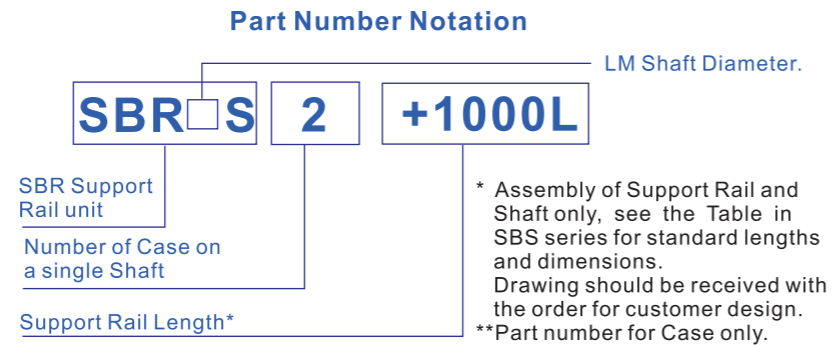 Part Number Notation
LM Shaft Diameter.
SBR□S 2 +1000L
SBR Support
Rail unit
Number of Case on
a single Shaft
Support Rail Length*
* Assembly of Support Rail and
Shaft only, see the Table in
SBS series for standard lengths
and dimensions.
Drawing should be received with
the order for customer design.
**Part number for Case only.